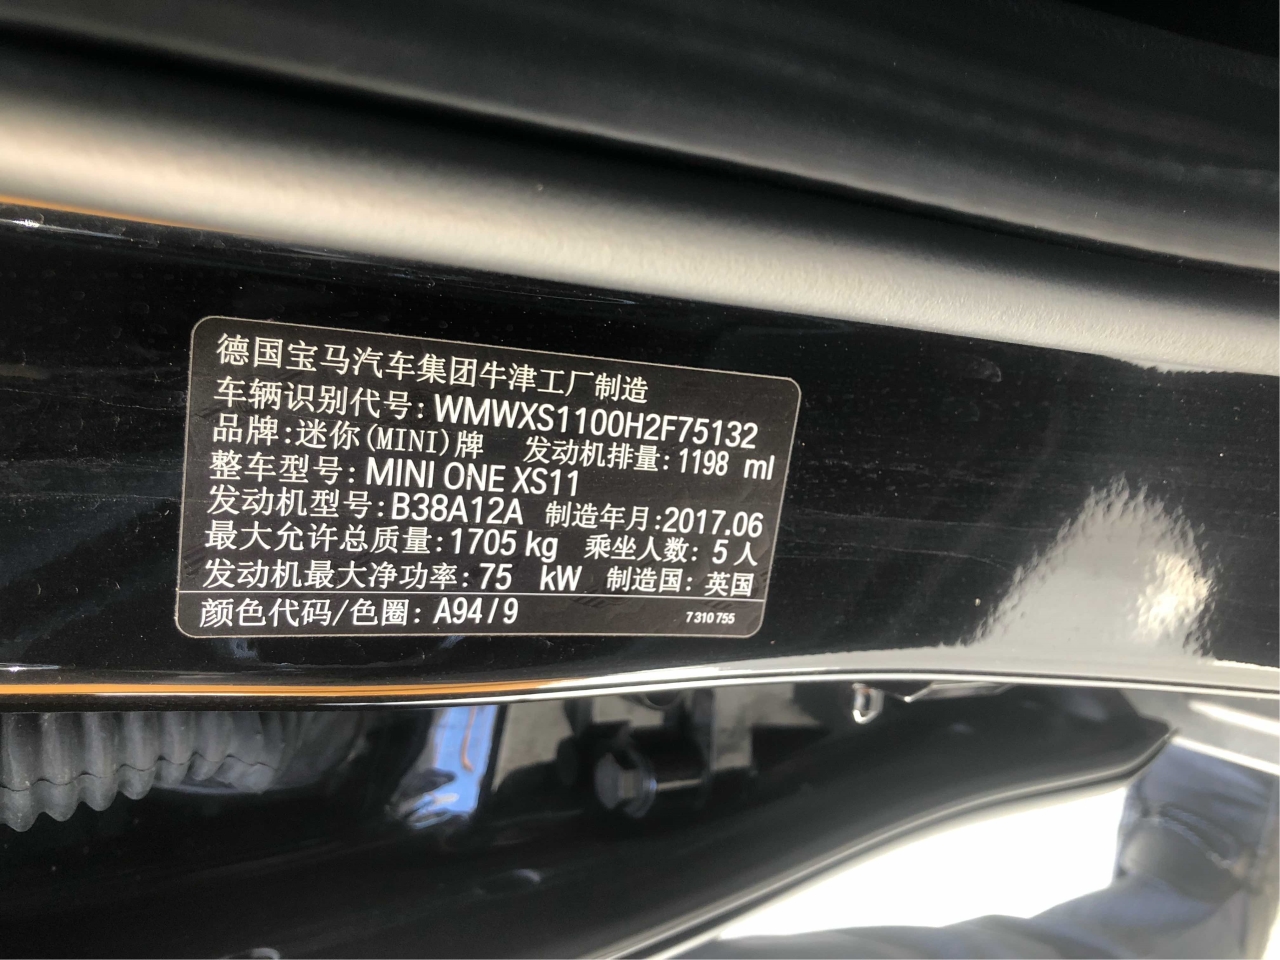 德国宝马汽车集团牛津工厂制造
车辆识别代号:WMWXS1100H2F75132
品牌:迷你(MINI)牌 发动机排量:1198 ml
整车型号:MINI ONE XS11
发动机型号:B38A12A 制造年月:2017.06
最大允许总质量:1705 kg 乘坐人数: 5 人
发动机最大净功率:75 kW 制造国: 英国
颜色代码/色圈: A94/9 7 310 755